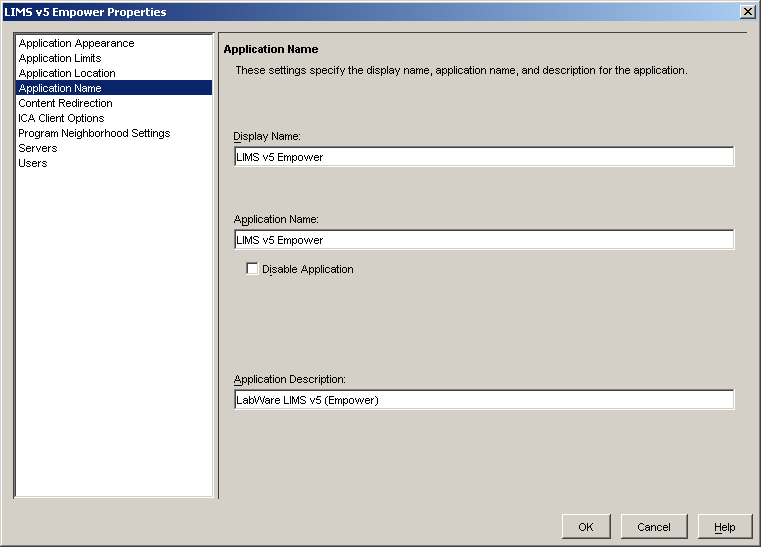 LIMS v5 Empower Properties
Application Appearance
Application Limits
Application Location
Application Name
Content Redirection
ICA Client Options
Program Neighborhood Settings
Servers
Users
Application Name
These settings specify the display name, application name, and description for the application.
Display Name:
LIMS v5 Empower
Application Name:
LIMS v5 Empower
Disable Application
Application Description:
LabWare LIMS v5 (Empower)
OK
Cancel
Help